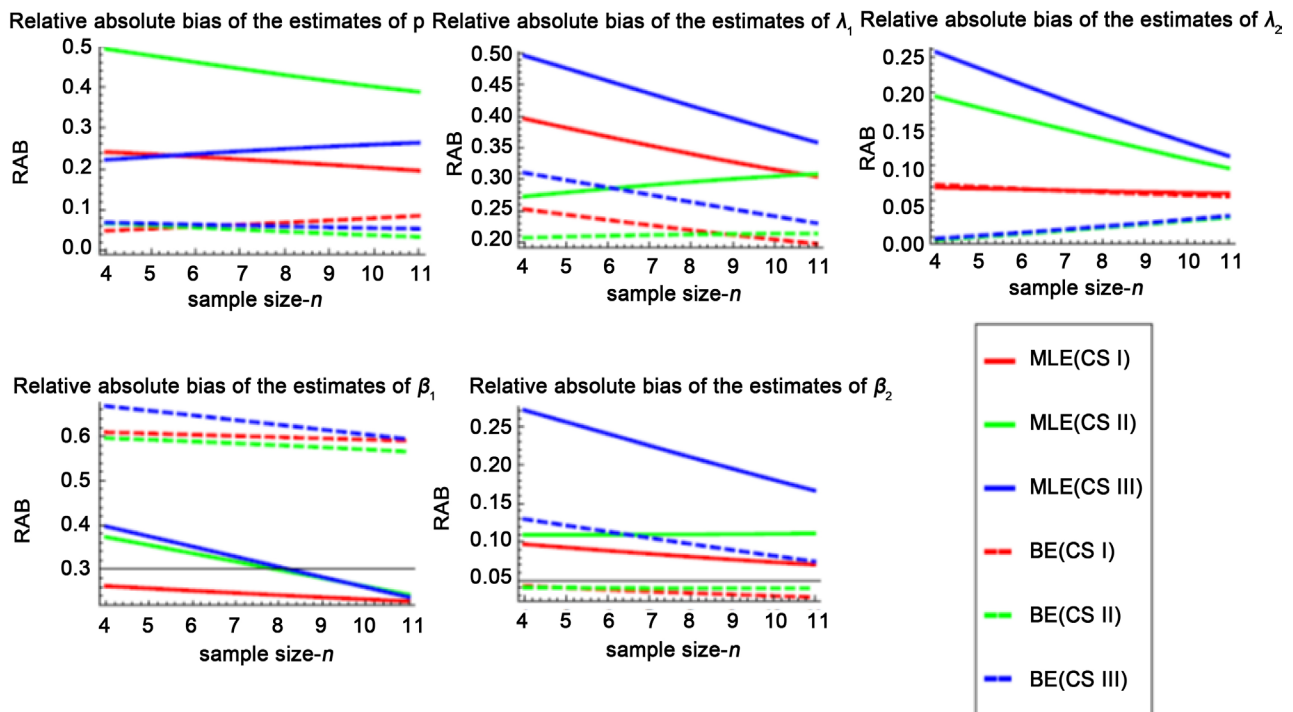 Relative absolute bias of the estimates of p
0.5
0.4
0.3
0.2
0.1
0.0
RAB
4 5 6 7 8 9 10 11
sample size-n
Relative absolute bias of the estimates of λ₁
0.50
0.45
0.40
0.35
0.30
0.25
0.20
RAB
4 5 6 7 8 9 10 11
sample size-n
Relative absolute bias of the estimates of λ₂
0.25
0.20
0.15
0.10
0.05
0.00
RAB
4 5 6 7 8 9 10 11
sample size-n
Relative absolute bias of the estimates of β₁
0.6
0.5
0.4
0.3
RAB
4 5 6 7 8 9 10 11
sample size-n
Relative absolute bias of the estimates of β₂
0.25
0.20
0.15
0.10
0.05
RAB
4 5 6 7 8 9 10 11
sample size-n
MLE(CS I)
MLE(CS II)
MLE(CS III)
BE(CS I)
BE(CS II)
BE(CS III)